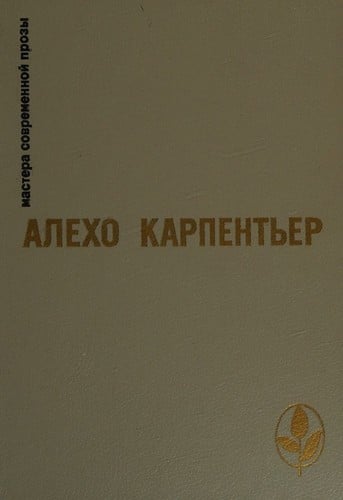 мастера современной прозы
АЛЕХО КАРПЕНТЬЕР